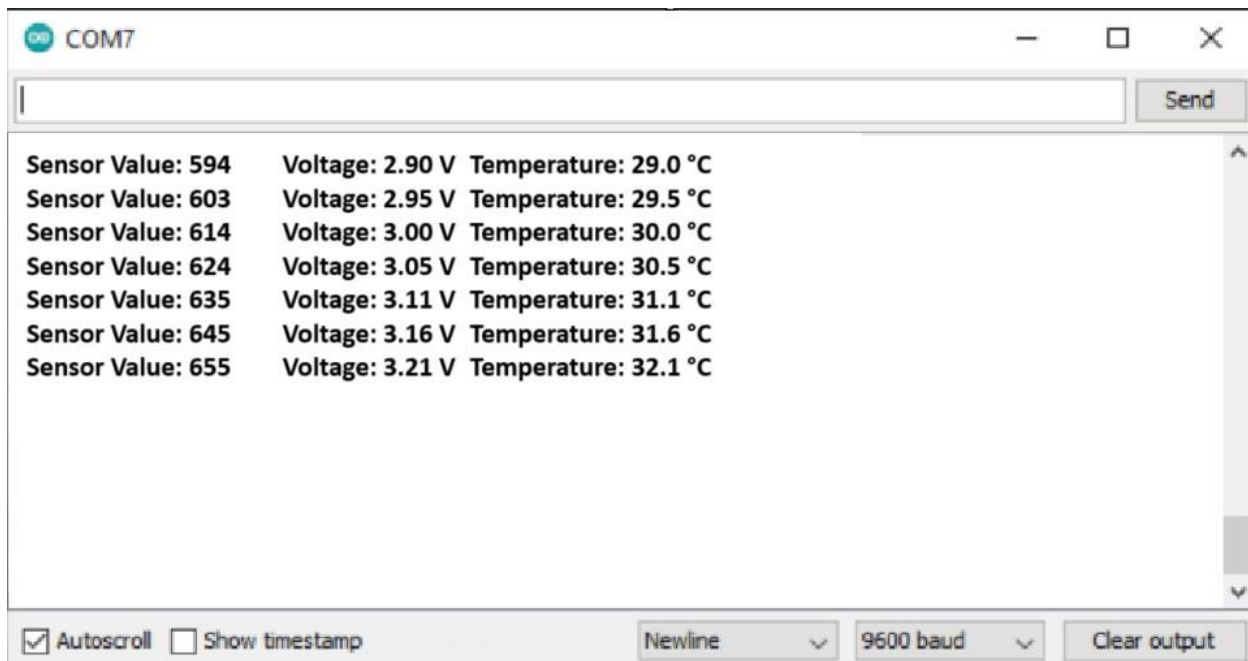 COM7
Send
Sensor Value: 594 Voltage: 2.90 V Temperature: 29.0 °C
Sensor Value: 603 Voltage: 2.95 V Temperature: 29.5 °C
Sensor Value: 614 Voltage: 3.00 V Temperature: 30.0 °C
Sensor Value: 624 Voltage: 3.05 V Temperature: 30.5 °C
Sensor Value: 635 Voltage: 3.11 V Temperature: 31.1 °C
Sensor Value: 645 Voltage: 3.16 V Temperature: 31.6 °C
Sensor Value: 655 Voltage: 3.21 V Temperature: 32.1 °C
Autoscroll Show timestamp Newline 9600 baud Clear output